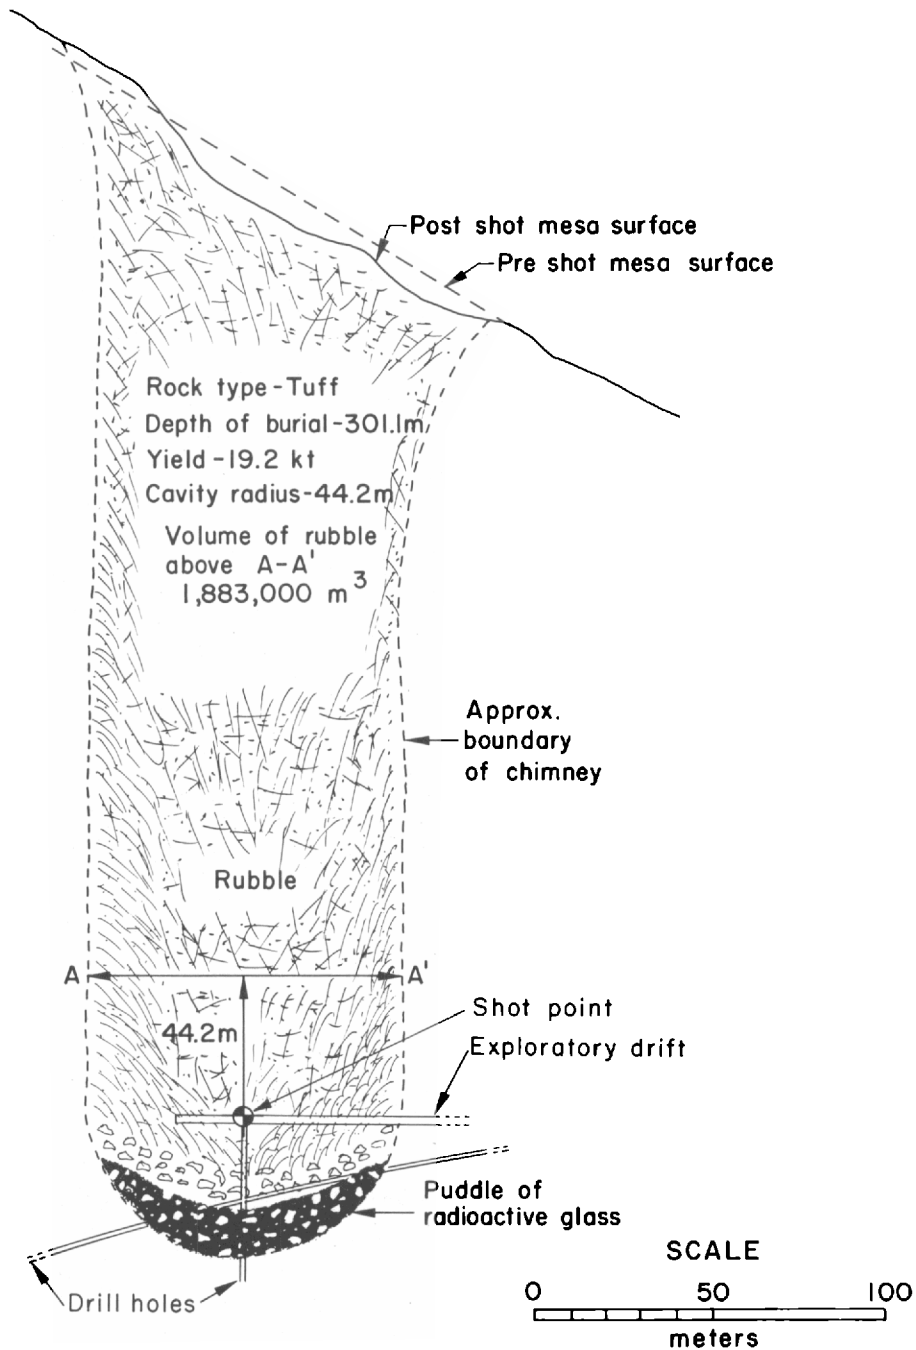 Post shot mesa surface
Pre shot mesa surface
Rock type-Tuff
Depth of burial-301.1m
Yield-19.2 kt
Cavity radius-44.2m
Volume of rubble
above A-A'
1,883,000 m³
Approx.
boundary
of chimney
Rubble
A
A'
44.2m
Shot point
Exploratory drift
Puddle of
radioactive glass
Drill holes
SCALE
0 50 100
meters